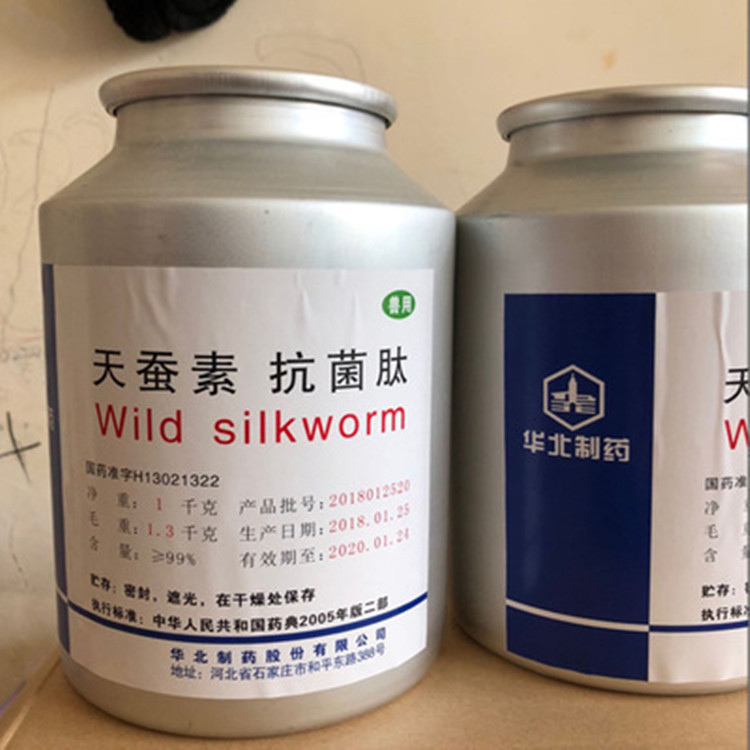 兽用
天蚕素 抗菌肽
Wild silkworm
国药准字H13021322
净 重: 1 千克 产品批号:2018012520
毛 重:1.3千克 生产日期:2018.01.25
含 量: ≥99% 有效期至:2020.01.24
贮存: 密封, 遮光, 在干燥处保存
执行标准: 中华人民共和国药典2005年版二部
华北制药股份有限公司
地址: 河北省石家庄市和平东路388号
华北制药
天
W
国药准
净
毛
含
贮存:
执行标